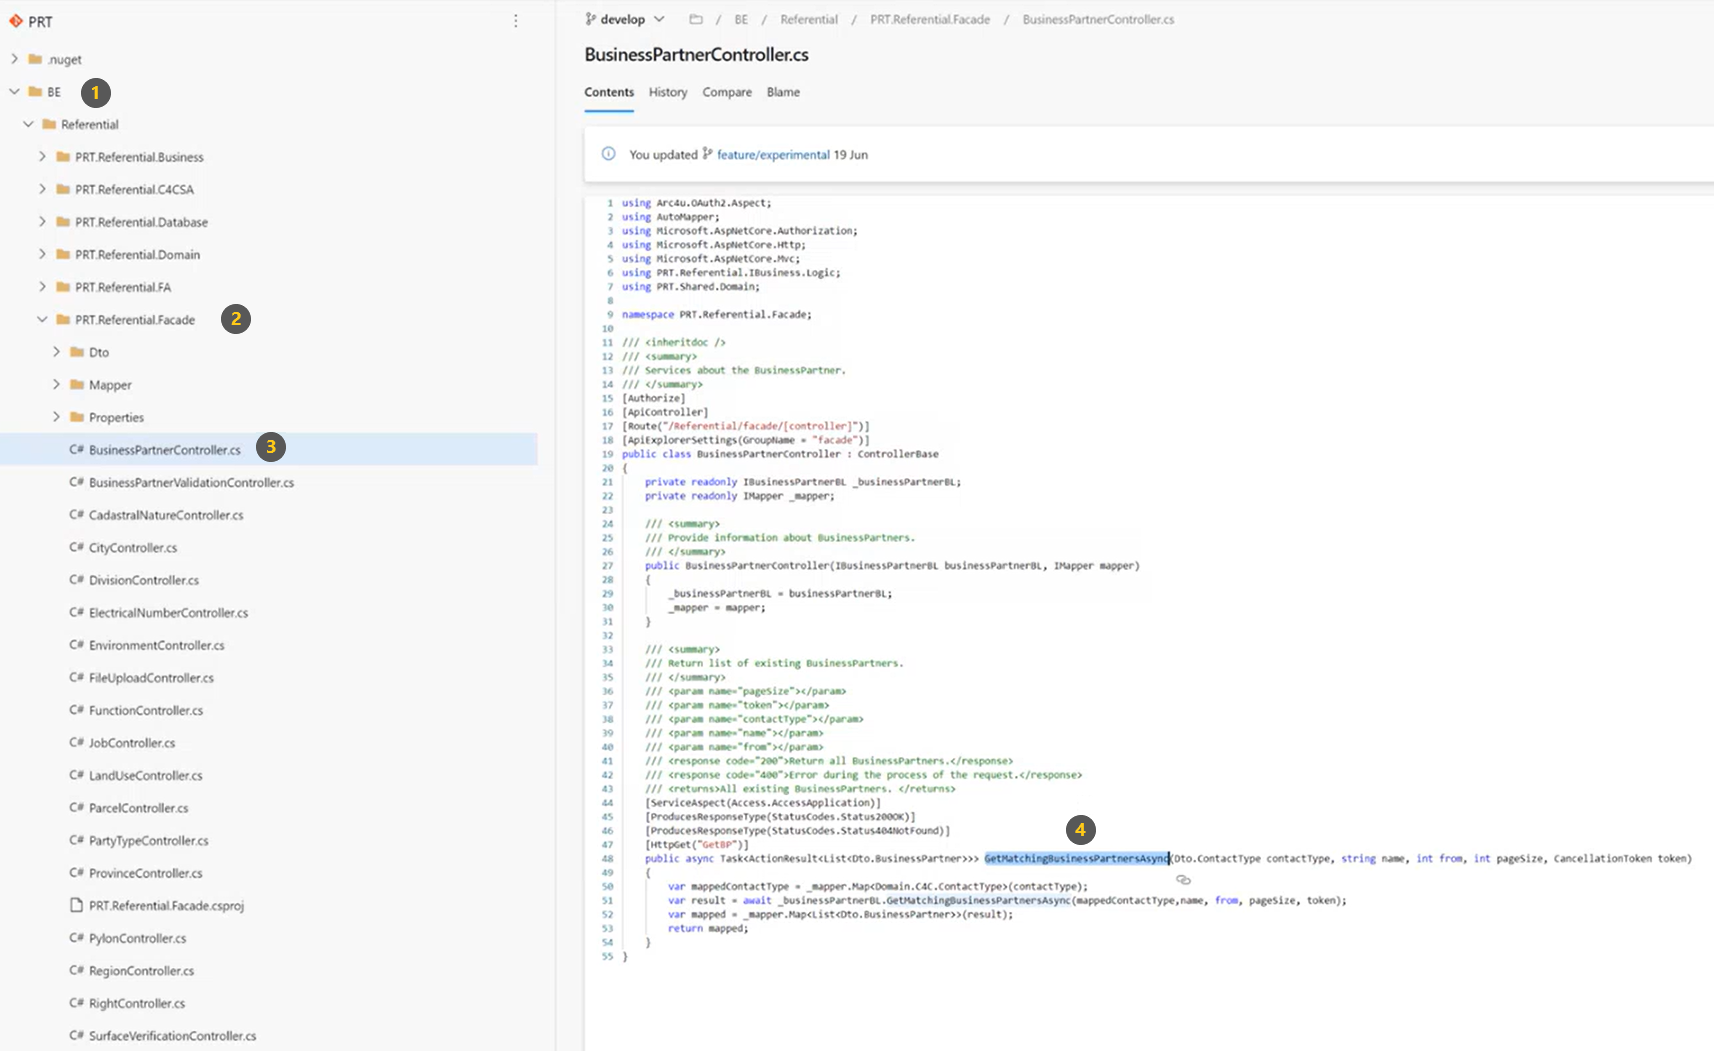 PRT
.nuget
BE 1
Referential
PRT.Referential.Business
PRT.Referential.C4CSA
PRT.Referential.Database
PRT.Referential.Domain
PRT.Referential.FA
PRT.Referential.Facade 2
Dto
Mapper
Properties
C# BusinessPartnerController.cs 3
C# BusinessPartnerValidationController.cs
C# CadastralNatureController.cs
C# CityController.cs
C# DivisionController.cs
C# ElectricalNumberController.cs
C# EnvironmentController.cs
C# FileUploadController.cs
C# FunctionController.cs
C# JobController.cs
C# LandUseController.cs
C# ParcelController.cs
C# PartyTypeController.cs
C# ProvinceController.cs
PRT.Referential.Facade.csproj
C# PylonController.cs
C# RegionController.cs
C# RightController.cs
C# SurfaceVerificationController.cs
develop / BE / Referential / PRT.Referential.Facade / BusinessPartnerController.cs
BusinessPartnerController.cs
Contents History Compare Blame
You updated feature/experimental 19 Jun
1 using Arc4u.OAuth2.Aspect;
2 using AutoMapper;
3 using Microsoft.AspNetCore.Authorization;
4 using Microsoft.AspNetCore.Http;
5 using Microsoft.AspNetCore.Mvc;
6 using PRT.Referential.IBusiness.Logic;
7 using PRT.Shared.Domain;
8
9 namespace PRT.Referential.Facade;
10
11 /// <inheritdoc />
12 /// <summary>
13 /// Services about the BusinessPartner.
14 /// </summary>
15 [Authorize]
16 [ApiController]
17 [Route("/Referential/facade/[controller]")]
18 [ApiExplorerSettings(GroupName = "facade")]
19 public class BusinessPartnerController : ControllerBase
20 {
21 private readonly IBusinessPartnerBL _businessPartnerBL;
22 private readonly IMapper _mapper;
23
24 /// <summary>
25 /// Provide information about BusinessPartners.
26 /// </summary>
27 public BusinessPartnerController(IBusinessPartnerBL businessPartnerBL, IMapper mapper)
28 {
29 _businessPartnerBL = businessPartnerBL;
30 _mapper = mapper;
31 }
32
33 /// <summary>
34 /// Return list of existing BusinessPartners.
35 /// </summary>
36 /// <param name="pageSize"></param>
37 /// <param name="token"></param>
38 /// <param name="contactType"></param>
39 /// <param name="name"></param>
40 /// <param name="from"></param>
41 /// <response code="200">Return all BusinessPartners.</response>
42 /// <response code="400">Error during the process of the request.</response>
43 /// <returns>All existing BusinessPartners. </returns>
44 [ServiceAspect(Access.AccessApplication)]
45 [ProducesResponseType(StatusCodes.Status200OK)]
46 [ProducesResponseType(StatusCodes.Status404NotFound)]
4
47 [HttpGet("GetBP")]
48 public async Task<ActionResult<List<Dto.BusinessPartner>>> GetMatchingBusinessPartnersAsync(Dto.ContactType contactType, string name, int from, int pageSize, CancellationToken token)
49 {
50 var mappedContactType = _mapper.Map<Domain.C4C.ContactType>(contactType);
51 var result = await _businessPartnerBL.GetMatchingBusinessPartnersAsync(mappedContactType,name, from, pageSize, token);
52 var mapped = _mapper.Map<List<Dto.BusinessPartner>>(result);
53 return mapped;
54 }
55 }